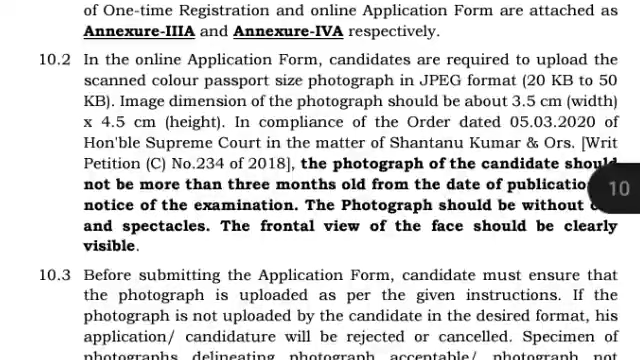 of One-time Registration and online Application Form are attached as
Annexure-IIIA and Annexure-IVA respectively.
10.2 In the online Application Form, candidates are required to upload the
scanned colour passport size photograph in JPEG format (20 KB to 50
KB). Image dimension of the photograph should be about 3.5 cm (width)
x 4.5 cm (height). In compliance of the Order dated 05.03.2020 of
Hon'ble Supreme Court in the matter of Shantanu Kumar & Ors. [Writ
Petition (C) No.234 of 2018], the photograph of the candidate should
not be more than three months old from the date of publication
10
notice of the examination. The Photograph should be without
and spectacles. The frontal view of the face should be clearly
visible.
10.3 Before submitting the Application Form, candidate must ensure that
the photograph is uploaded as per the given instructions. If the
photograph is not uploaded by the candidate in the desired format, his
application/ candidature will be rejected or cancelled. Specimen of
photographs delineating photograph acceptable/ photograph not